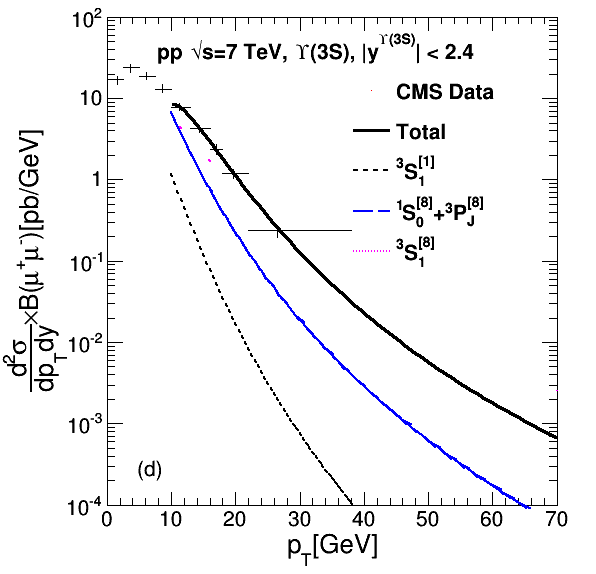 pp √s=7 TeV, ϒ(3S), |y^ϒ(3S)| < 2.4
CMS Data
Total
³S₁^[1]
¹S₀^[8]+³P_J^[8]
³S₁^[8]
d²σ/dp_Tdy×B(μ⁺μ⁻)[pb/GeV]
10²
10
1
10⁻¹
10⁻²
10⁻³
10⁻⁴
(d)
0 10 20 30 40 50 60 70
p_T[GeV]